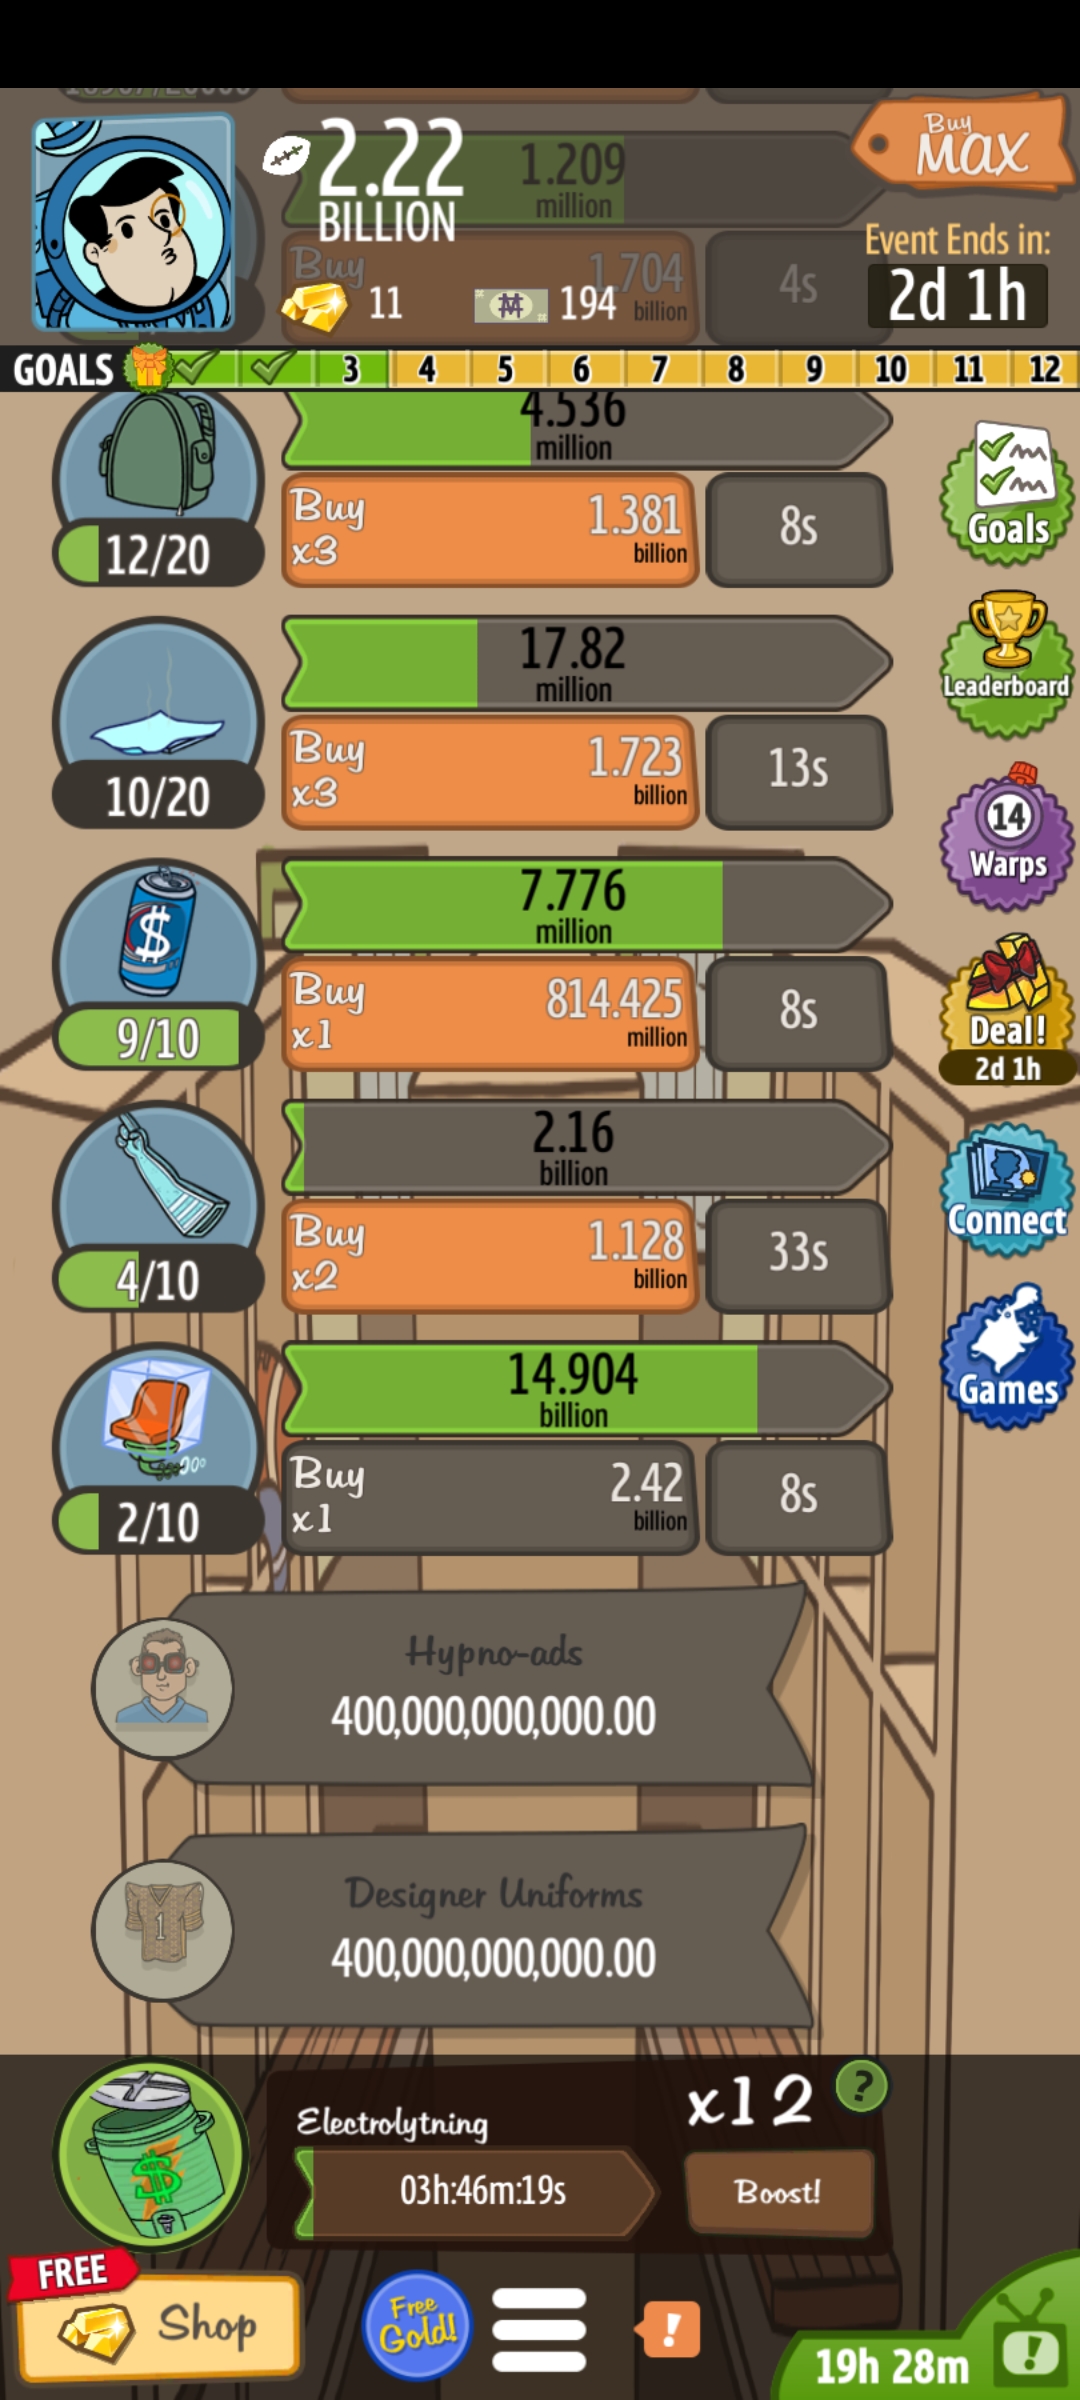 2.22
BILLION
1.209
million
Buy
MAX
Buy
1.704
billion
4s
11
194
Event Ends in:
2d 1h
GOALS
3
4
5
6
7
8
9
10
11
12
4.536
million
12/20
Buy
x3
1.381
billion
8s
Goals
10/20
17.82
million
Buy
x3
1.723
billion
13s
Leaderboard
14
Warps
$
9/10
7.776
million
Buy
x1
814.425
million
8s
Deal!
2d 1h
4/10
2.16
billion
Buy
x2
1.128
billion
33s
Connect
2/10
14.904
billion
Buy
x1
2.42
billion
8s
Games
Hypno-ads
400,000,000,000.00
1
Designer Uniforms
400,000,000,000.00
$
Electrolytning
03h:46m:19s
x12
?
Boost!
FREE
Shop
Free
Gold!
!
19h 28m
!